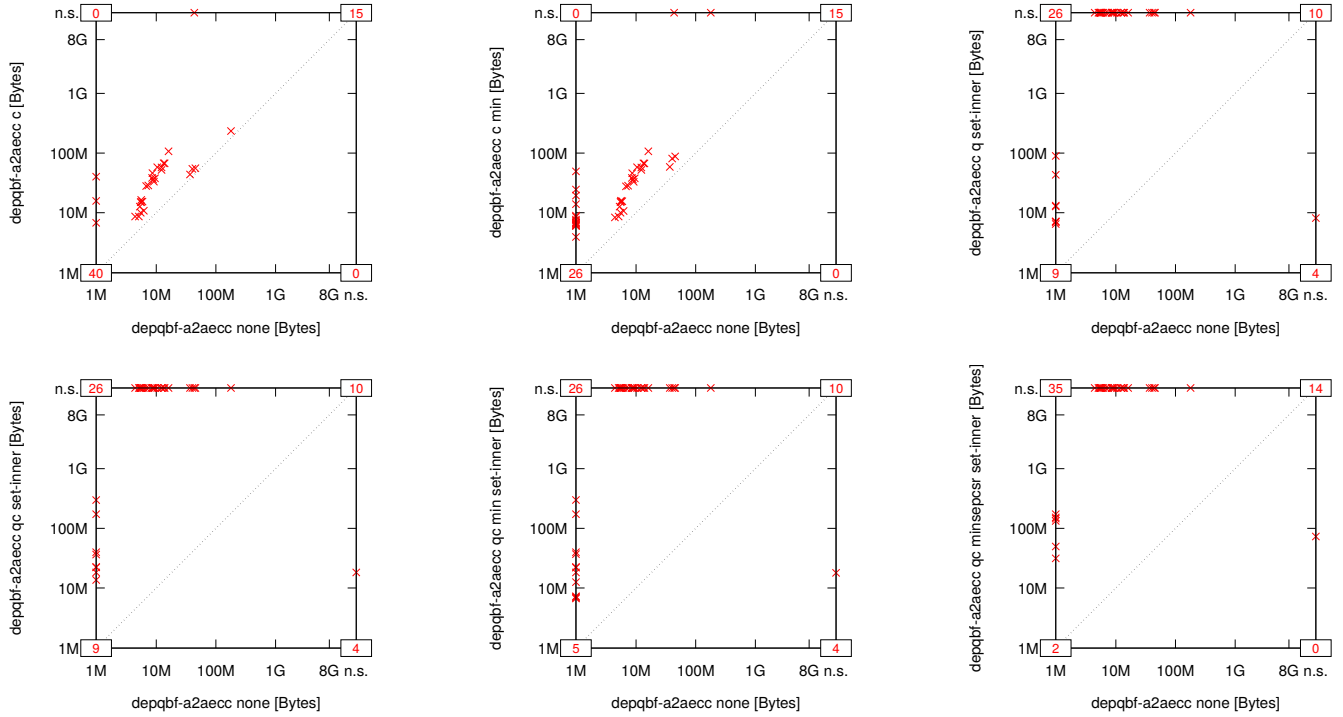 n.s. 0 15
8G
1G
100M
10M
1M 40 0
1M 10M 100M 1G 8G n.s.
depqbf-a2aecc c [Bytes]
depqbf-a2aecc none [Bytes]
n.s. 0 15
8G
1G
100M
10M
1M 26 0
1M 10M 100M 1G 8G n.s.
depqbf-a2aecc c min [Bytes]
depqbf-a2aecc none [Bytes]
n.s. 26 10
8G
1G
100M
10M
1M 9 4
1M 10M 100M 1G 8G n.s.
depqbf-a2aecc q set-inner [Bytes]
depqbf-a2aecc none [Bytes]
n.s. 26 10
8G
1G
100M
10M
1M 9 4
1M 10M 100M 1G 8G n.s.
depqbf-a2aecc qc set-inner [Bytes]
depqbf-a2aecc none [Bytes]
n.s. 26 10
8G
1G
100M
10M
1M 5 4
1M 10M 100M 1G 8G n.s.
depqbf-a2aecc qc min set-inner [Bytes]
depqbf-a2aecc none [Bytes]
n.s. 35 14
8G
1G
100M
10M
1M 2 0
1M 10M 100M 1G 8G n.s.
depqbf-a2aecc qc minsepcsr set-inner [Bytes]
depqbf-a2aecc none [Bytes]